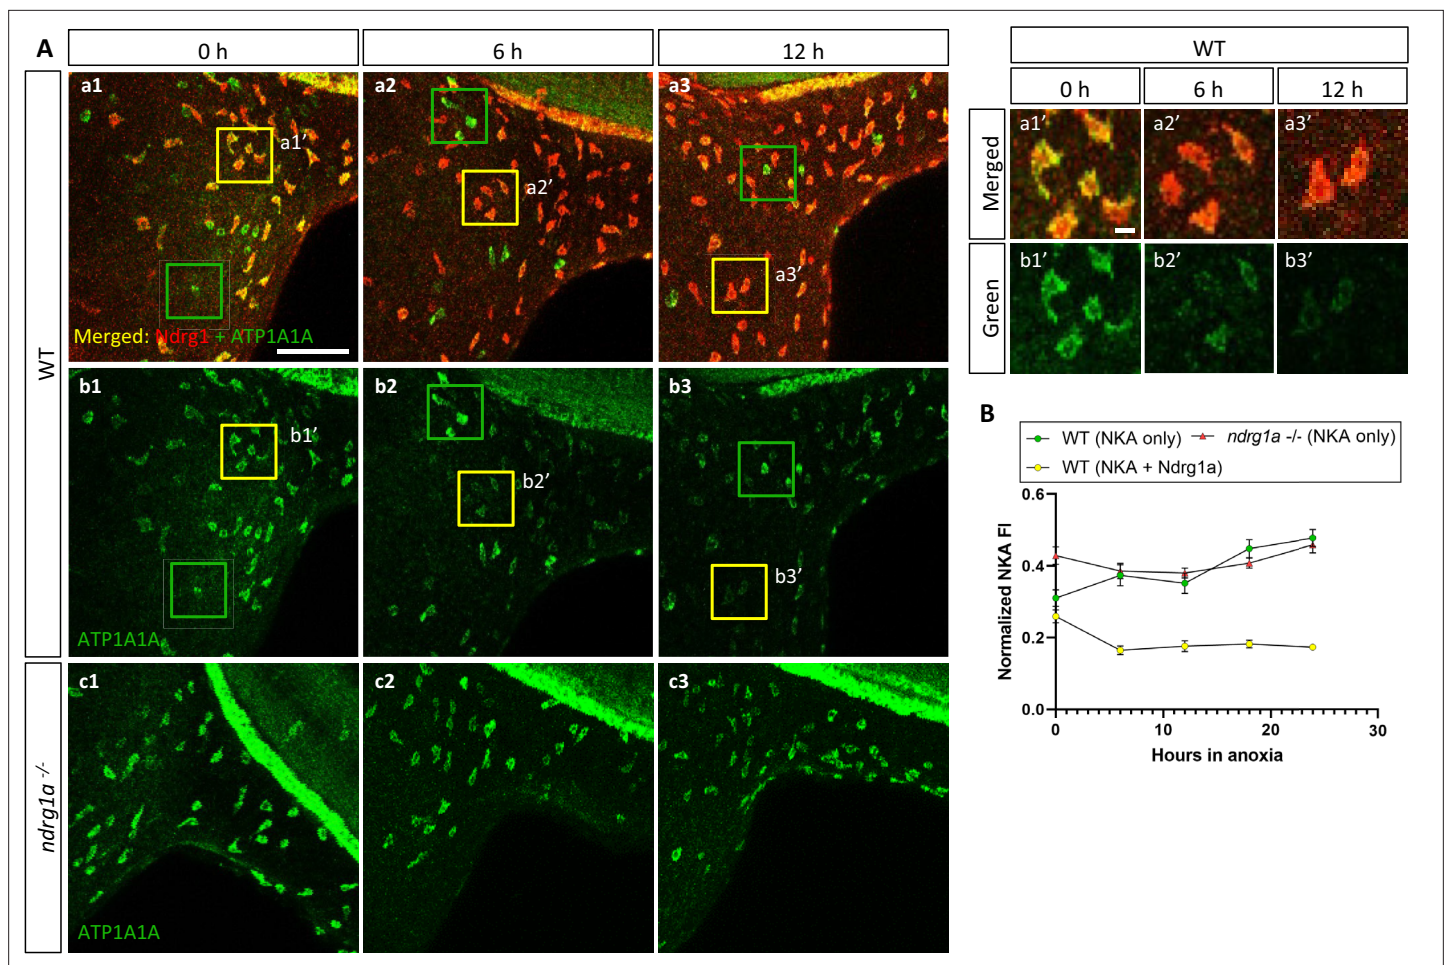 A
0 h
6 h
12 h
WT
a1
a1’
Merged: Ndrg1 + ATP1A1A
a2
a2’
a3
a3’
b1
b1’
ATP1A1A
b2
b2’
b3
b3’
ndrg1a -/-
c1
ATP1A1A
c2
c3
WT
0 h
6 h
12 h
Merged
a1’
a2’
a3’
Green
b1’
b2’
b3’
B
WT (NKA only)
ndrg1a -/- (NKA only)
WT (NKA + Ndrg1a)
Normalized NKA FI
0.6
0.4
0.2
0.0
0
10
20
30
Hours in anoxia